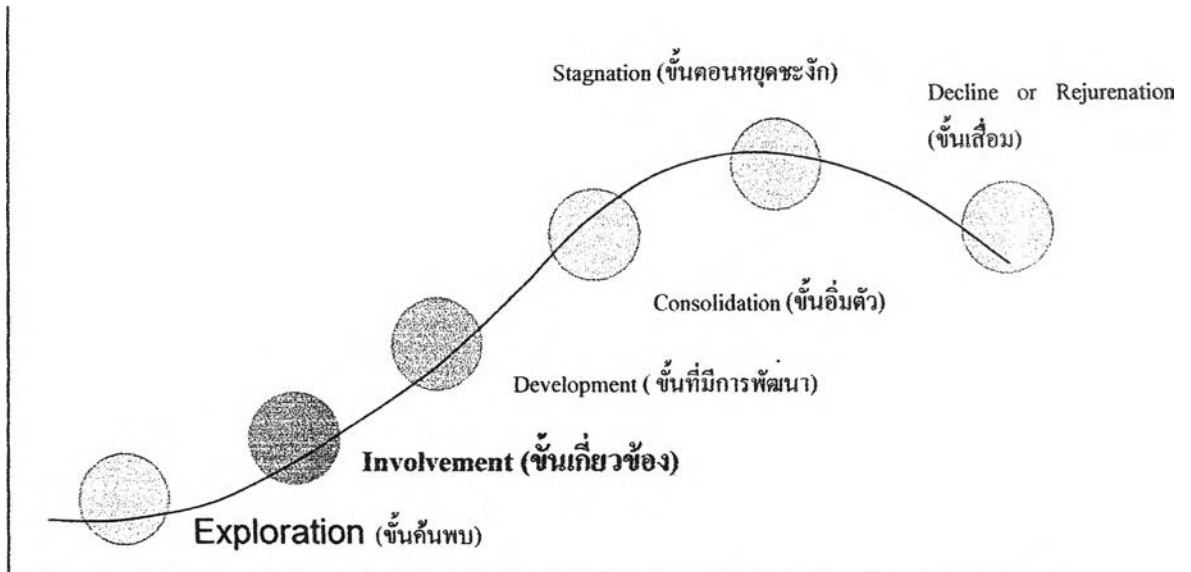 Stagnation (ขั้นตอนหยุดชะงัก)
Decline or Rejurenation
(ขั้นเสื่อม)
Consolidation (ขั้นอิ่มตัว)
Development ( ขั้นที่มีการพัฒนา)
Involvement (ขั้นเกี่ยวข้อง)
Exploration (ขั้นค้นพบ)